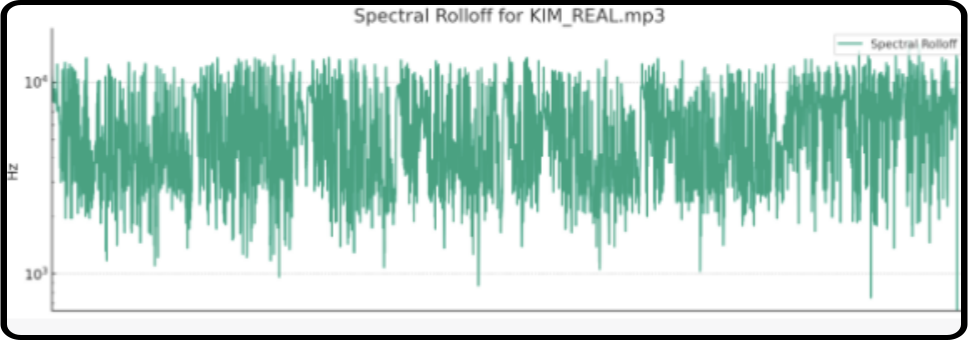 Spectral Rolloff for KIM_REAL.mp3
Spectral Rolloff
10⁴
Hz
10³